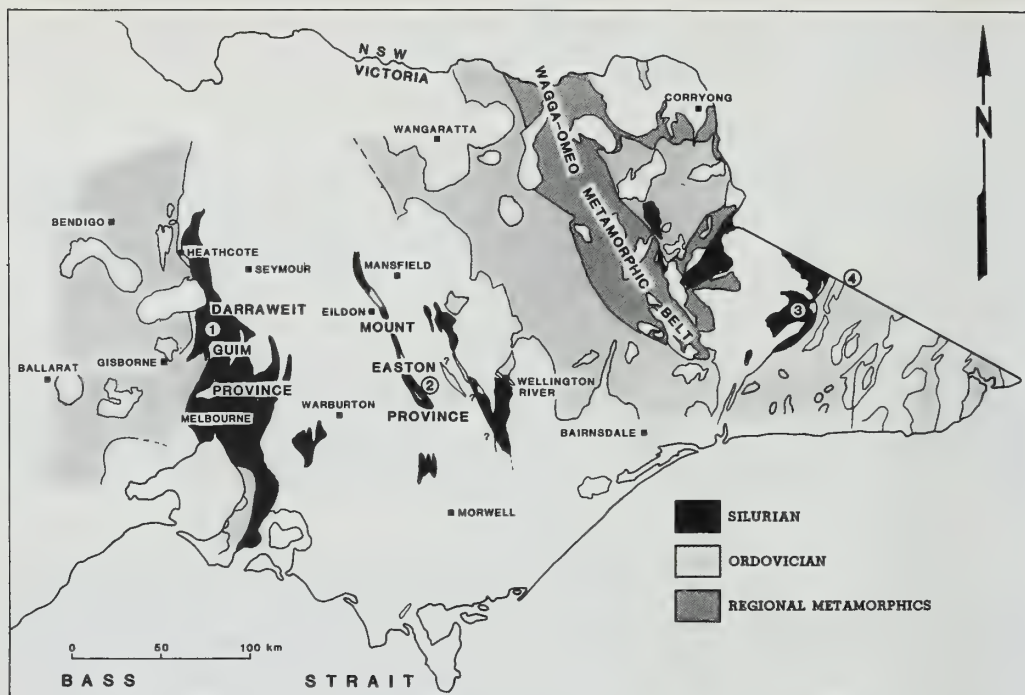 N S W
VICTORIA
WAGGA-OMEO METAMORPHIC BELT
CORRYONG
WANGARATTA
N
BENDIGO
HEATHCOTE
SEYMOUR
MANSFIELD
4
DARRAWEIT
EILDON
3
1
MOUNT
GUIM
GISBORNE
EASTON
?
BALLARAT
2
WELLINGTON
RIVER
PROVINCE
?
MELBOURNE
WARBURTON
PROVINCE
?
BAIRNSDALE
MORWELL
SILURIAN
ORDOVICIAN
REGIONAL METAMORPHICS
0 50 100 km
BASS STRAIT